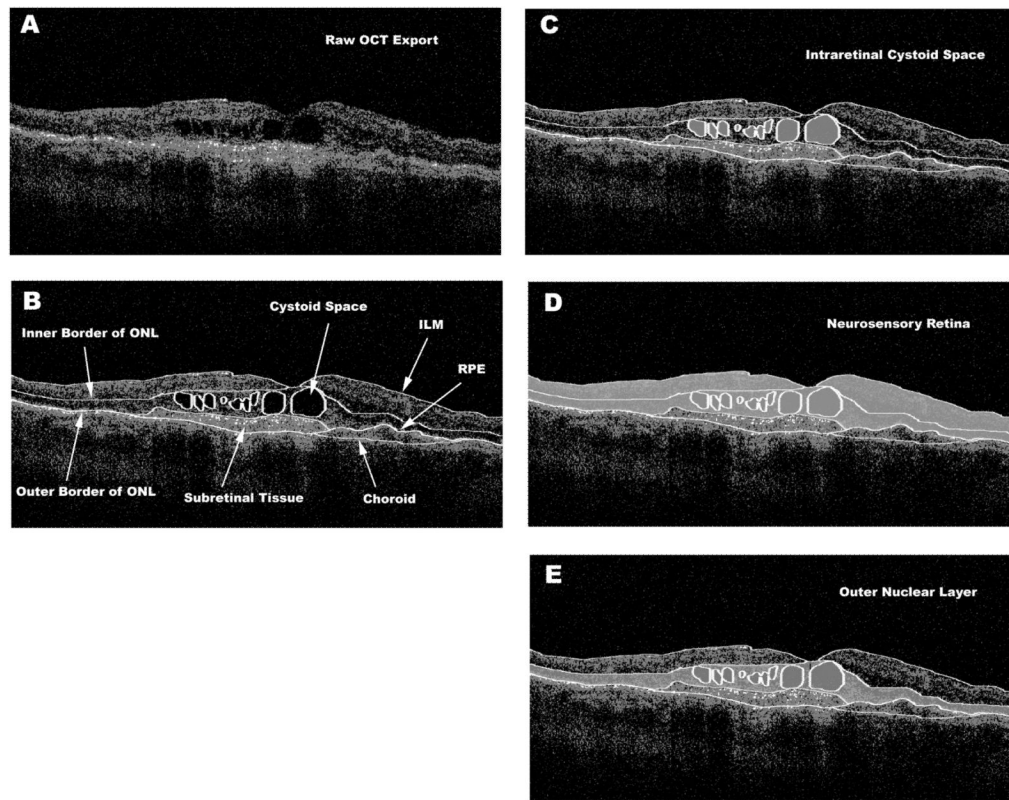 A
Raw OCT Export
C
Intraretinal Cystoid Space
B
Cystoid Space
Inner Border of ONL
ILM
RPE
Outer Border of ONL
Subretinal Tissue
Choroid
D
Neurosensory Retina
E
Outer Nuclear Layer